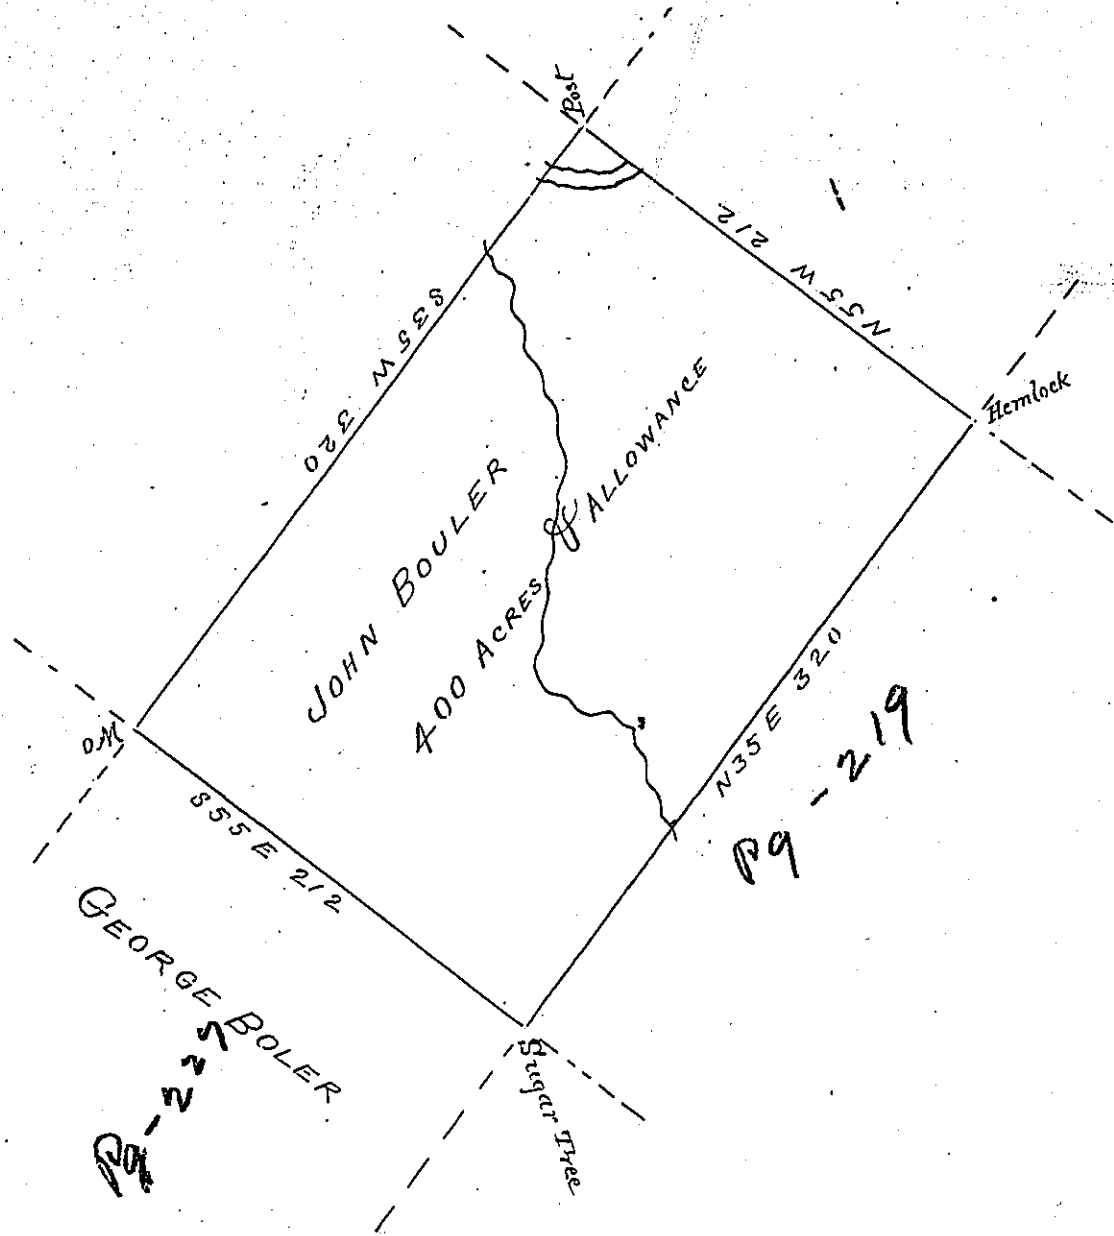 Post
N55W 212
S35W 320
Hemlock
JOHN BOULER
400 ACRES & ALLOWANCE
N35E 320
Pg - 219
DM
S55E 212
GEORGE BOLER
Sugar Tree